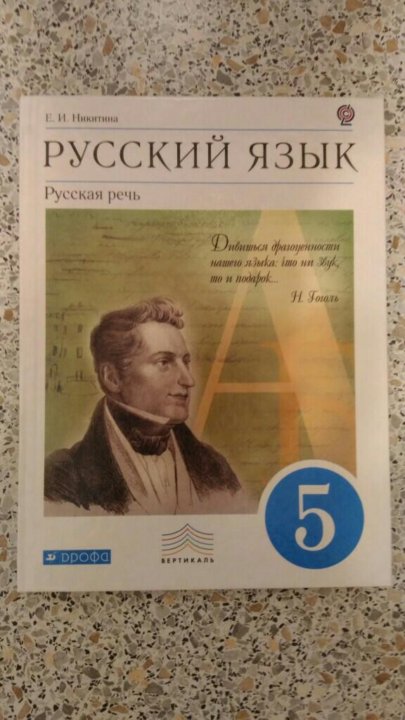 Е. И. Никитина
РУССКИЙ ЯЗЫК
Русская речь
Дивишься драгоценности
нашего языка: что ни звук,
то и подарок...
Н. Гоголь
А
5
дрофа
ВЕРТИКАЛЬ